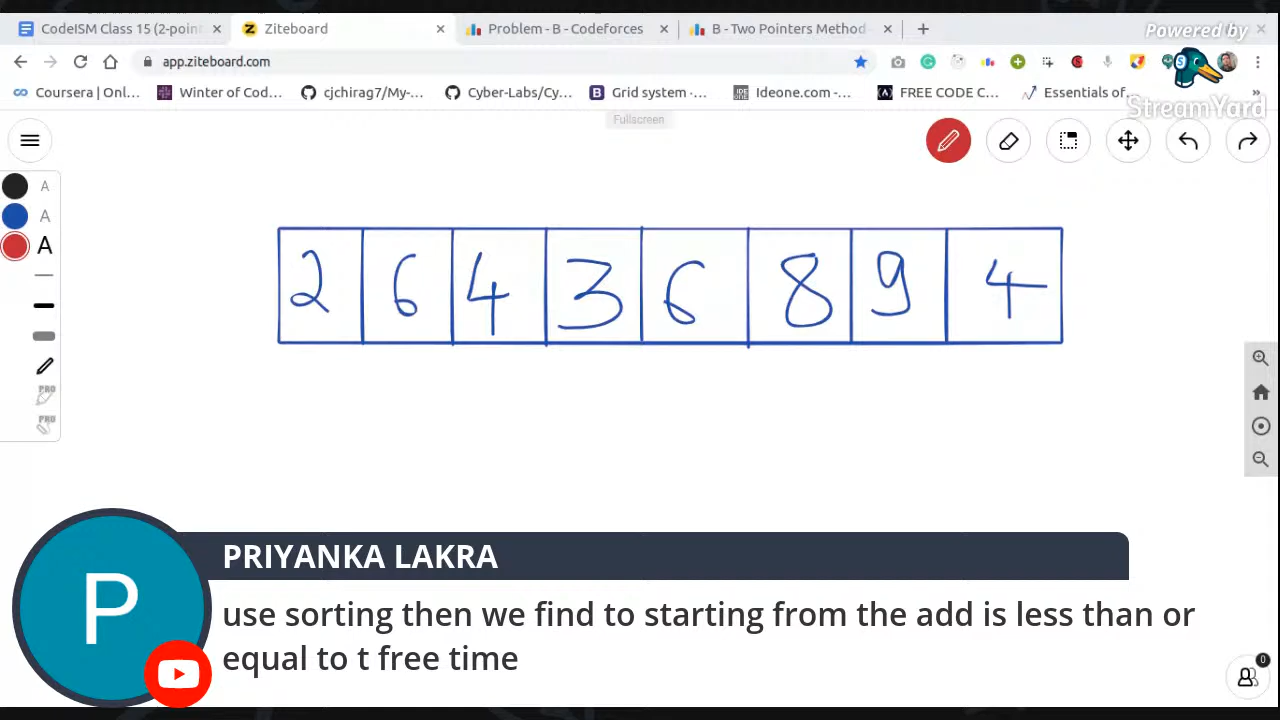 CodeISM Class 15 (2-point
Ziteboard
Problem - B - Codeforces
B - Two Pointers Method
Powered by
StreamYard
app.ziteboard.com
Coursera | Onl...
Winter of Cod...
cjchirag7/My-...
Cyber-Labs/Cy...
Grid system ·...
Ideone.com -...
FREE CODE C...
Essentials of...
»
Fullscreen
A
A
A
PRO
PRO
2 6 4 3 6 8 9 4
P
PRIYANKA LAKRA
use sorting then we find to starting from the add is less than or
equal to t free time
0